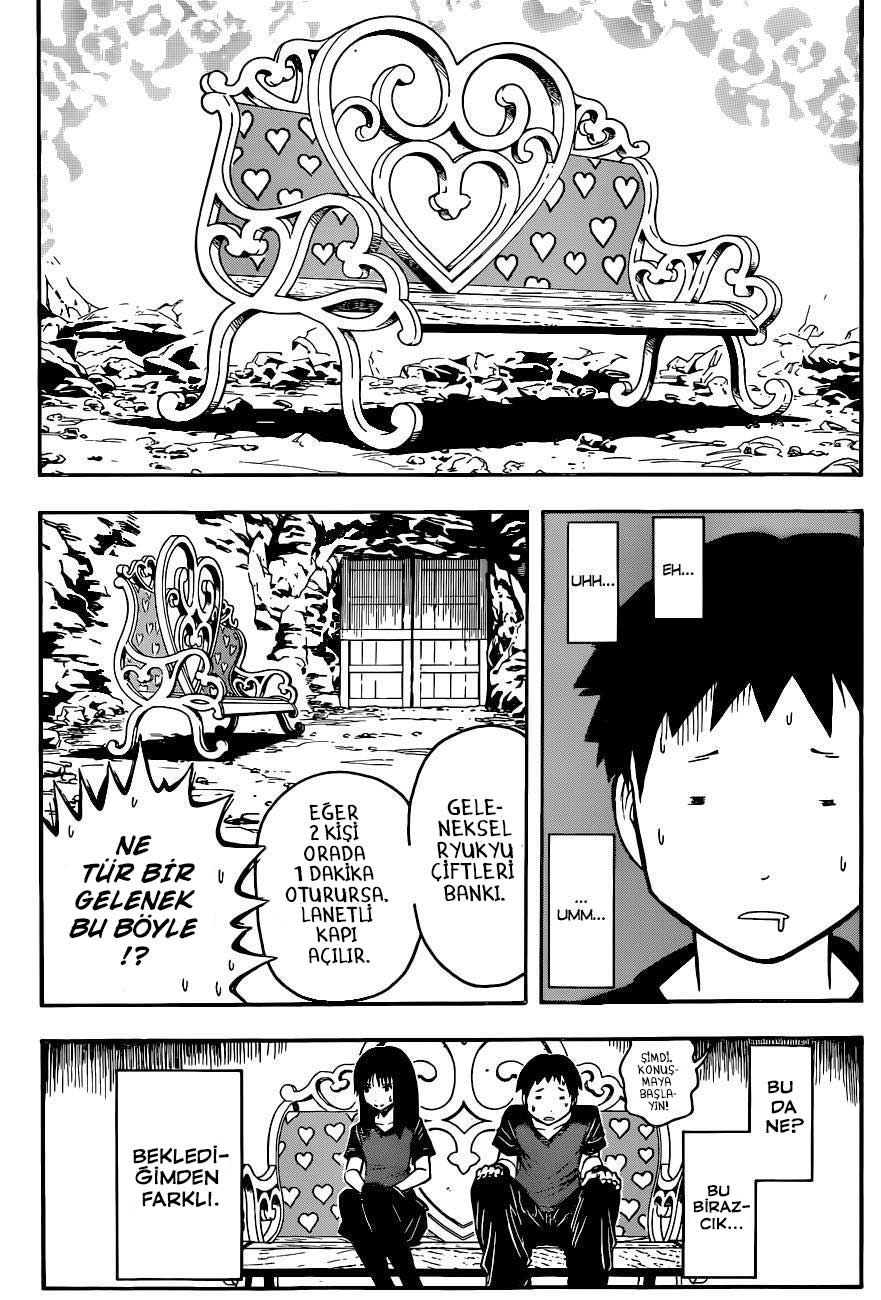 EH...
UHH...
...
UMM...
GELE-
NEKSEL
RYUKYU
ÇİFTLERİ
BANKI.
EĞER
2 KİŞİ
ORADA
1 DAKİKA
OTURURSA.
LANETLİ
KAPI
AÇILIR.
NE
TÜR BİR
GELENEK
BU BÖYLE
!?
BU
DA
NE?
BU
BİRAZ-
CIK...
ŞİMDİ.
KONUŞ-
MAYA
BAŞLA-
YIN!
BEKLEDİ-
ĞİMDEN
FARKLI.